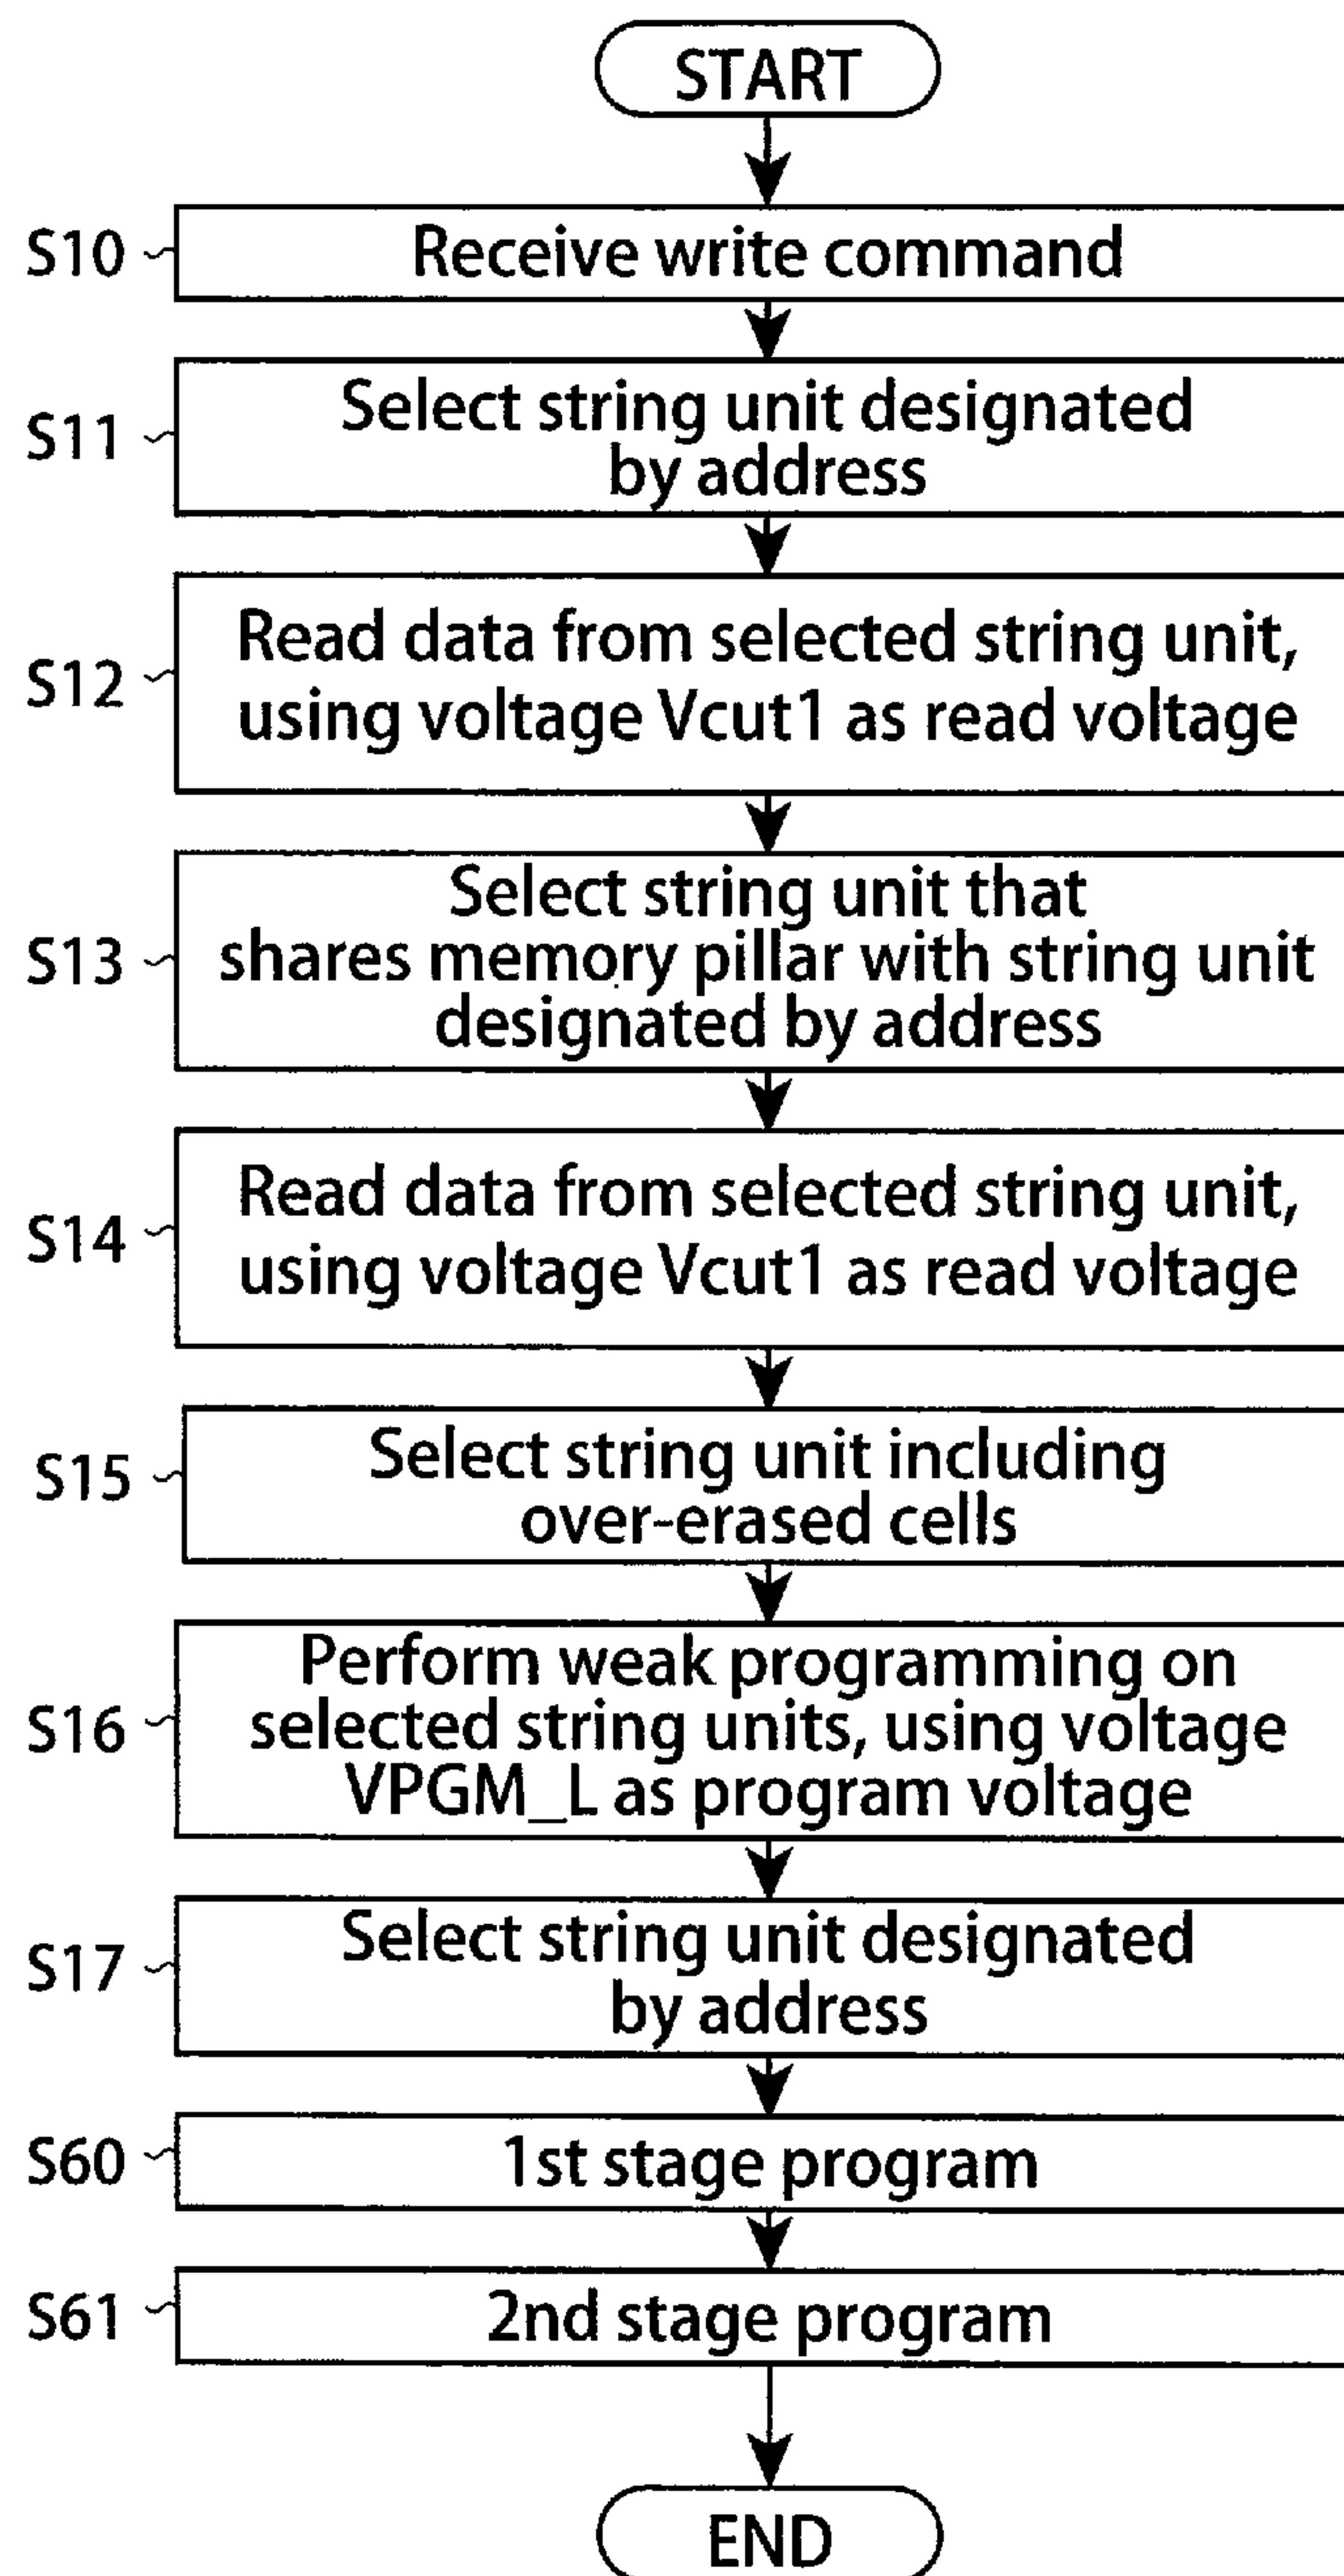 START
S10
Receive write command
S11
Select string unit designated
by address
S12
Read data from selected string unit,
using voltage Vcut1 as read voltage
S13
Select string unit that
shares memory pillar with string unit
designated by address
S14
Read data from selected string unit,
using voltage Vcut1 as read voltage
S15
Select string unit including
over-erased cells
S16
Perform weak programming on
selected string units, using voltage
VPGM_L as program voltage
S17
Select string unit designated
by address
S60
1st stage program
S61
2nd stage program
END